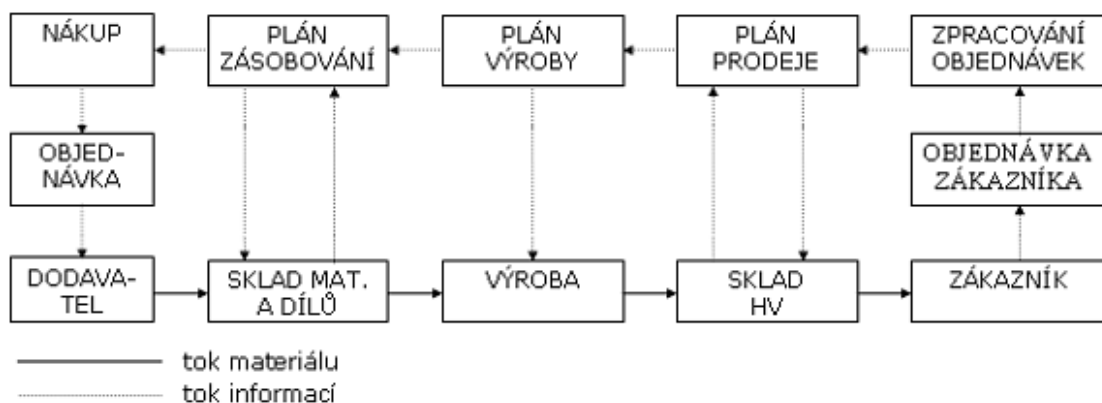 NÁKUP
PLÁN
ZÁSOBOVÁNÍ
PLÁN
VÝROBY
PLÁN
PRODEJE
ZPRACOVÁNÍ
OBJEDNÁVEK
OBJED-
NÁVKA
OBJEDNÁVKA
ZÁKAZNÍKA
DODAVA-
TEL
SKLAD MAT.
A DÍLŮ
VÝROBA
SKLAD
HV
ZÁKAZNÍK
tok materiálu
tok informací